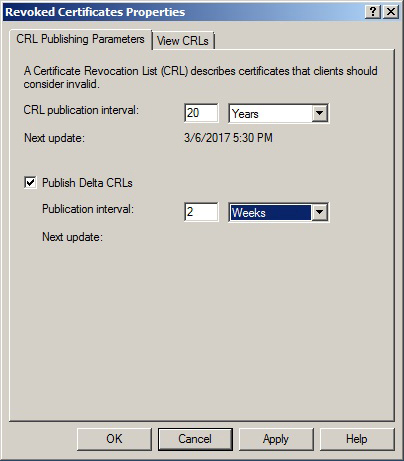 Revoked Certificates Properties
CRL Publishing Parameters
View CRLs
A Certificate Revocation List (CRL) describes certificates that clients should
consider invalid.
CRL publication interval: 20 Years
Next update: 3/6/2017 5:30 PM
Publish Delta CRLs
Publication interval: 2 Weeks
Next update:
OK Cancel Apply Help